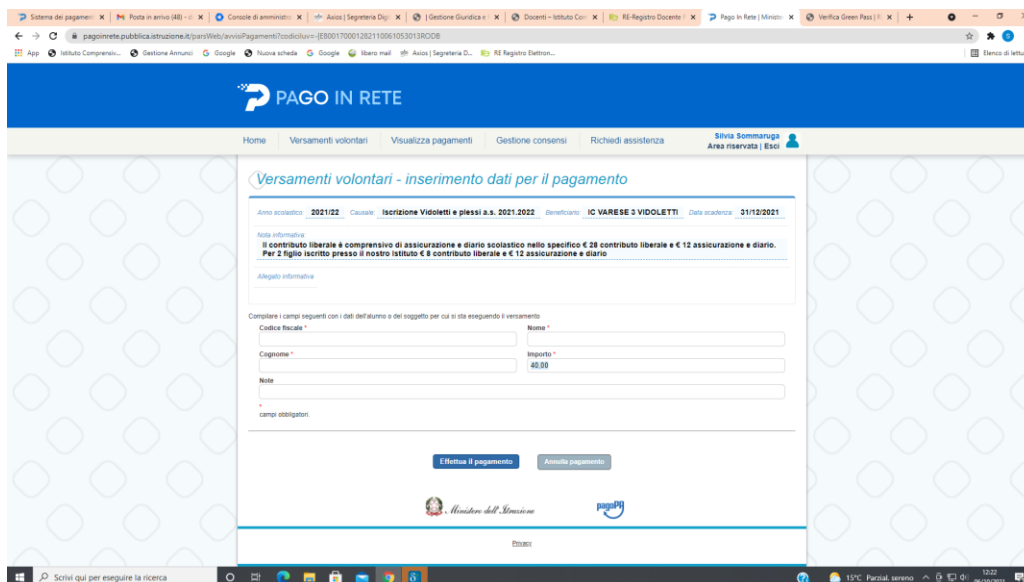 Sistema dei pagament
Posta in arrivo (48) - d
Console di amministra
Axios | Segreteria Digi
| Gestione Giuridica e
Docenti – Istituto Con
RE-Registro Docente
Pago In Rete | Ministe
Verifica Green Pass |
pagoinrete.pubblica.istruzione.it/parsWeb/avvioPagamenti?codiciIuv=-
App
Istituto Comprensiv...
Gestione Annunci
Google
Nuova scheda
Google
libero mail
Axios | Segreteria D...
RE Registro Elettron...
Elenco di lettu
PAGO IN RETE
Home Versamenti volontari Visualizza pagamenti Gestione consensi Richiedi assistenza
Silvia Sommaruga
Area riservata | Esci
Versamenti volontari - inserimento dati per il pagamento
Anno scolastico: 2021/22 Causale: Iscrizione Vidoletti e plessi a.s. 2021.2022 Beneficiario: IC VARESE 3 VIDOLETTI Data scadenza: 31/12/2021
Nota informativa:
Il contributo liberale è comprensivo di assicurazione e diario scolastico nello specifico € 28 contributo liberale e € 12 assicurazione e diario.
Per 2 figlio iscritto presso il nostro Istituto € 8 contributo liberale e € 12 assicurazione e diario
Allegato informativa
Compilare i campi seguenti con i dati dell'alunno o del soggetto per cui si sta eseguendo il versamento
Codice fiscale * Nome *
Cognome * Importo *
40,00
Note
*
campi obbligatori.
Effettua il pagamento Annulla pagamento
Ministero dell'Istruzione
pagoPA
Privacy
Scrivi qui per eseguire la ricerca
15°C Parzial. sereno
12:22